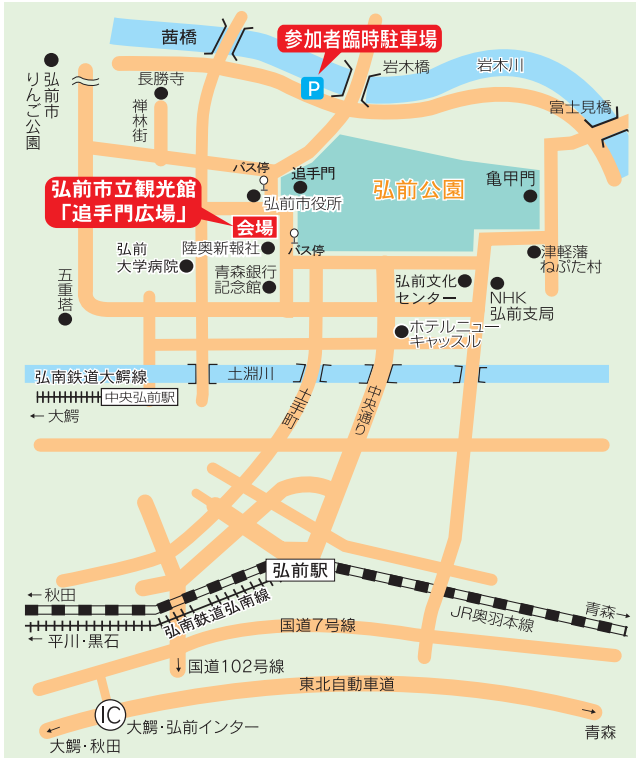 茜橋
参加者臨時駐車場
P
岩木橋
岩木川
富士見橋
弘前市
りんご公園
長勝寺
禅林街
バス停
追手門
弘前市役所
弘前公園
亀甲門
弘前市立観光館
「追手門広場」
会場
バス停
陸奥新報社
弘前
大学病院
青森銀行
記念館
五重塔
弘前文化
センター
NHK
弘前支局
津軽藩
ねぷた村
ホテルニュー
キャッスル
弘南鉄道大鰐線
中央弘前駅
←大鰐
土淵川
土手町
中央通り
弘前駅
←秋田
←平川・黒石
弘南鉄道弘南線
JR奥羽本線
青森→
国道7号線
↓国道102号線
東北自動車道
IC
大鰐・弘前インター
←
大鰐・秋田
→
青森